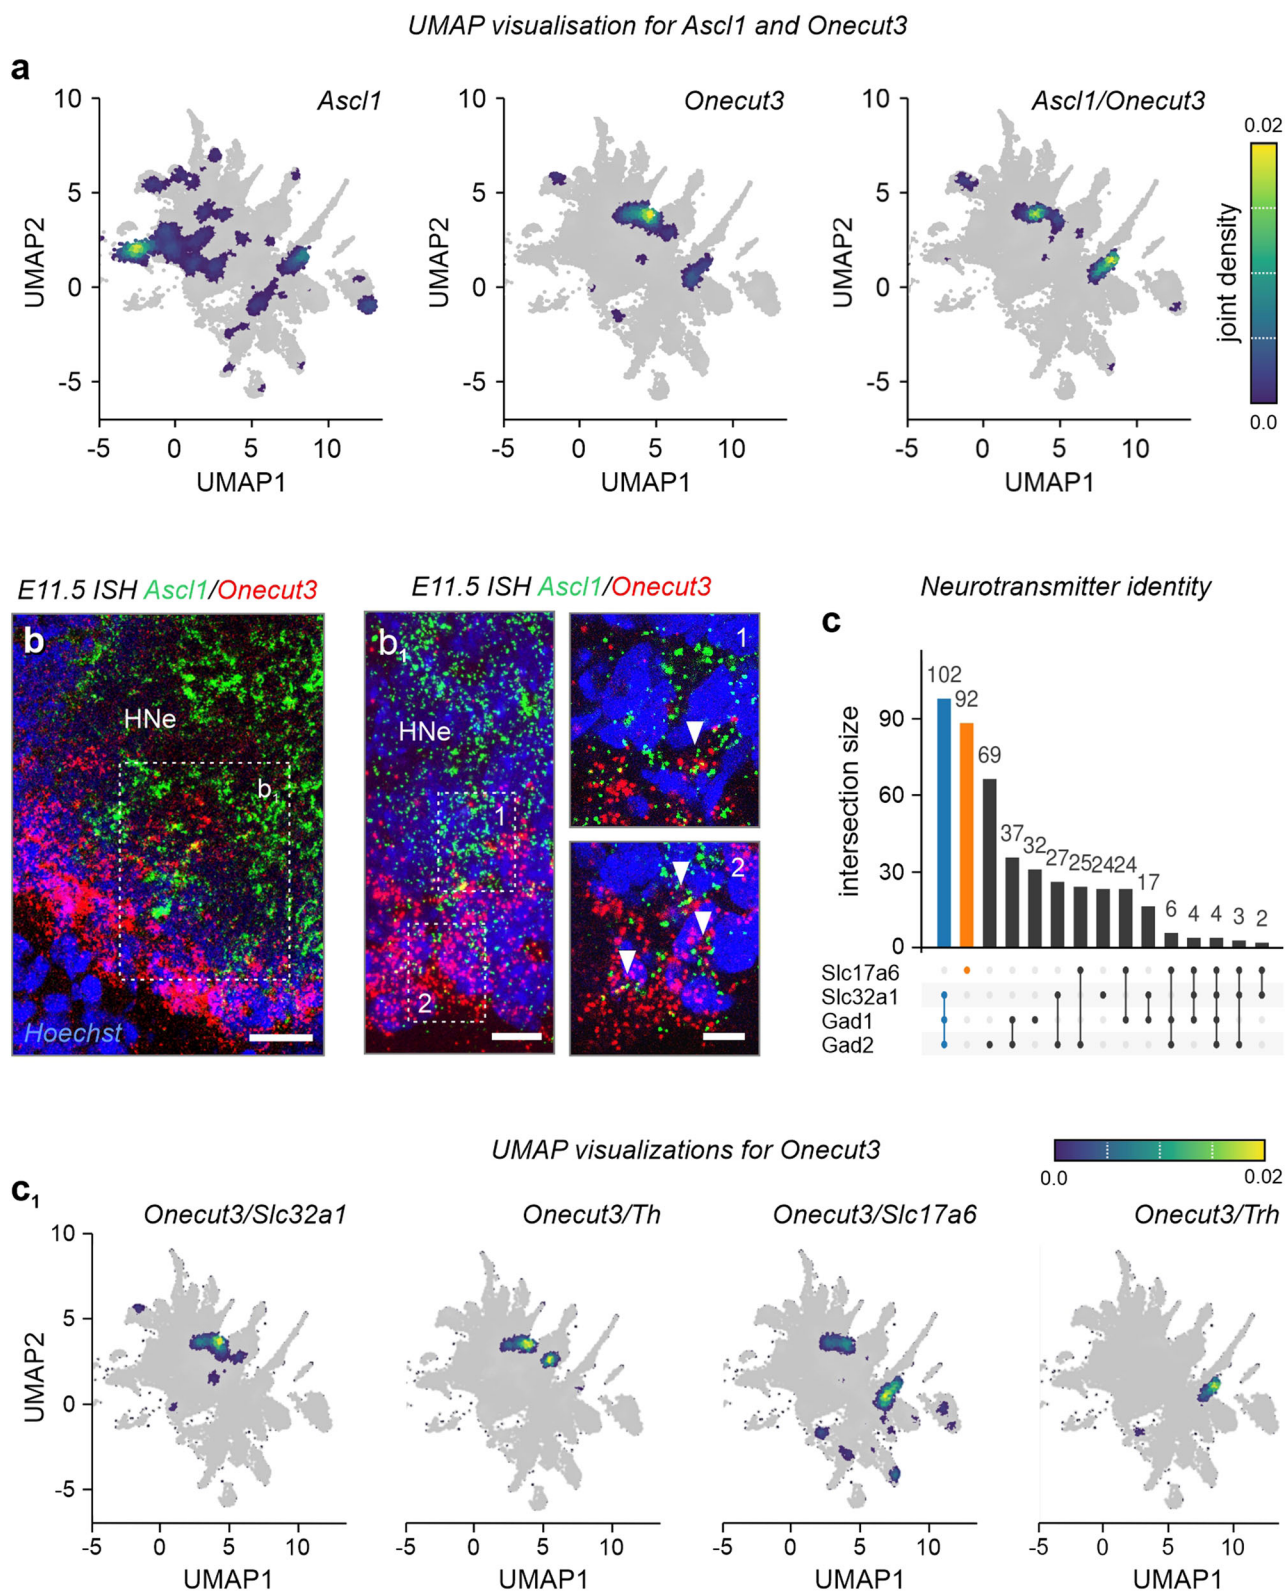 UMAP visualisation for Ascl1 and Onecut3
a
Ascl1
Onecut3
Ascl1/Onecut3
10
5
0
-5
UMAP2
-5 0 5 10
UMAP1
10
5
0
-5
UMAP2
-5 0 5 10
UMAP1
10
5
0
-5
UMAP2
-5 0 5 10
UMAP1
0.02
joint density
0.0
E11.5 ISH Ascl1/Onecut3
b
HNe
b1
Hoechst
E11.5 ISH Ascl1/Onecut3
b1
HNe
1
2
1
2
Neurotransmitter identity
c
intersection size
90
60
30
0
102 92 69 37 32 27 25 24 24 17 6 4 4 3 2
Slc17a6
Slc32a1
Gad1
Gad2
UMAP visualizations for Onecut3
0.0 0.02
c1
Onecut3/Slc32a1
Onecut3/Th
Onecut3/Slc17a6
Onecut3/Trh
10
5
0
-5
UMAP2
-5 0 5 10
UMAP1
-5 0 5 10
UMAP1
-5 0 5 10
UMAP1
-5 0 5 10
UMAP1